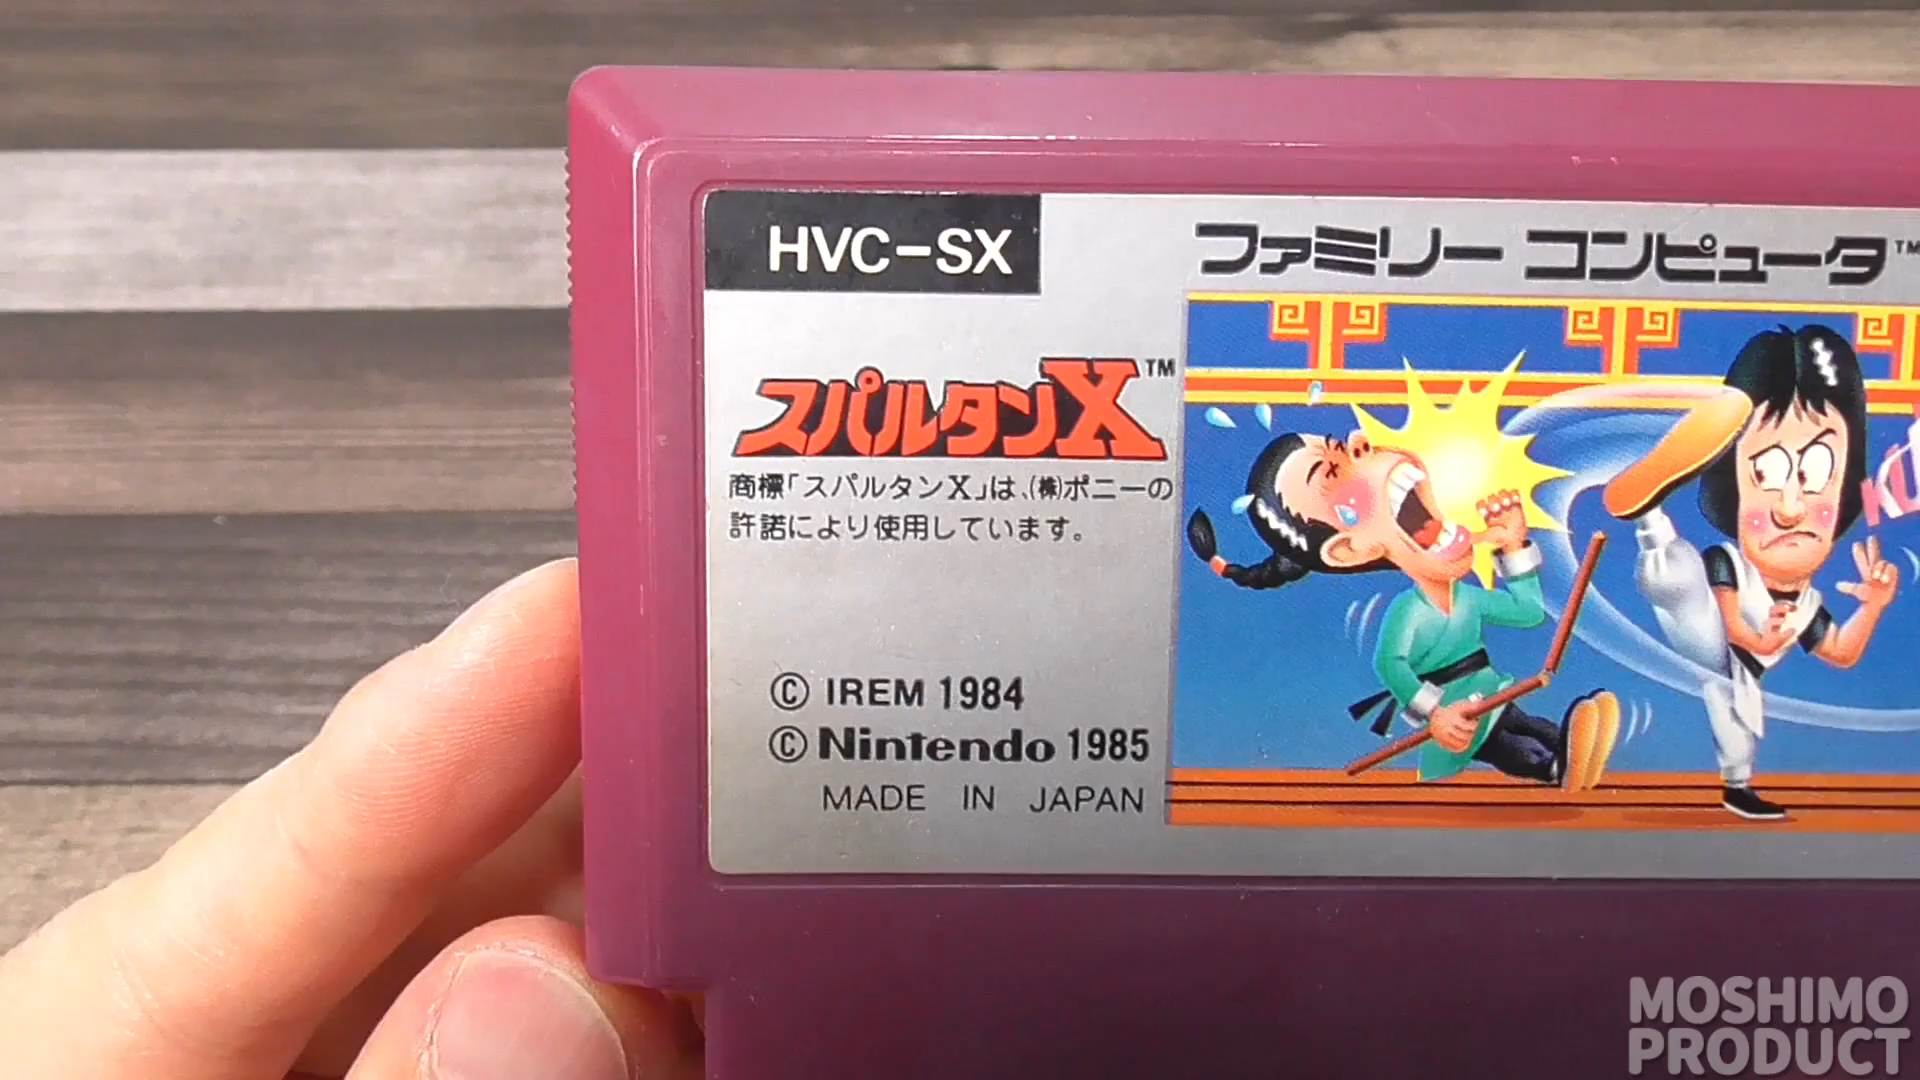 HVC-SX
ファミリー コンピュータ™
スパルタンX™
商標「スパルタンX」は、(株)ポニーの
許諾により使用しています。
© IREM 1984
© Nintendo 1985
MADE IN JAPAN
MOSHIMO
PRODUCT